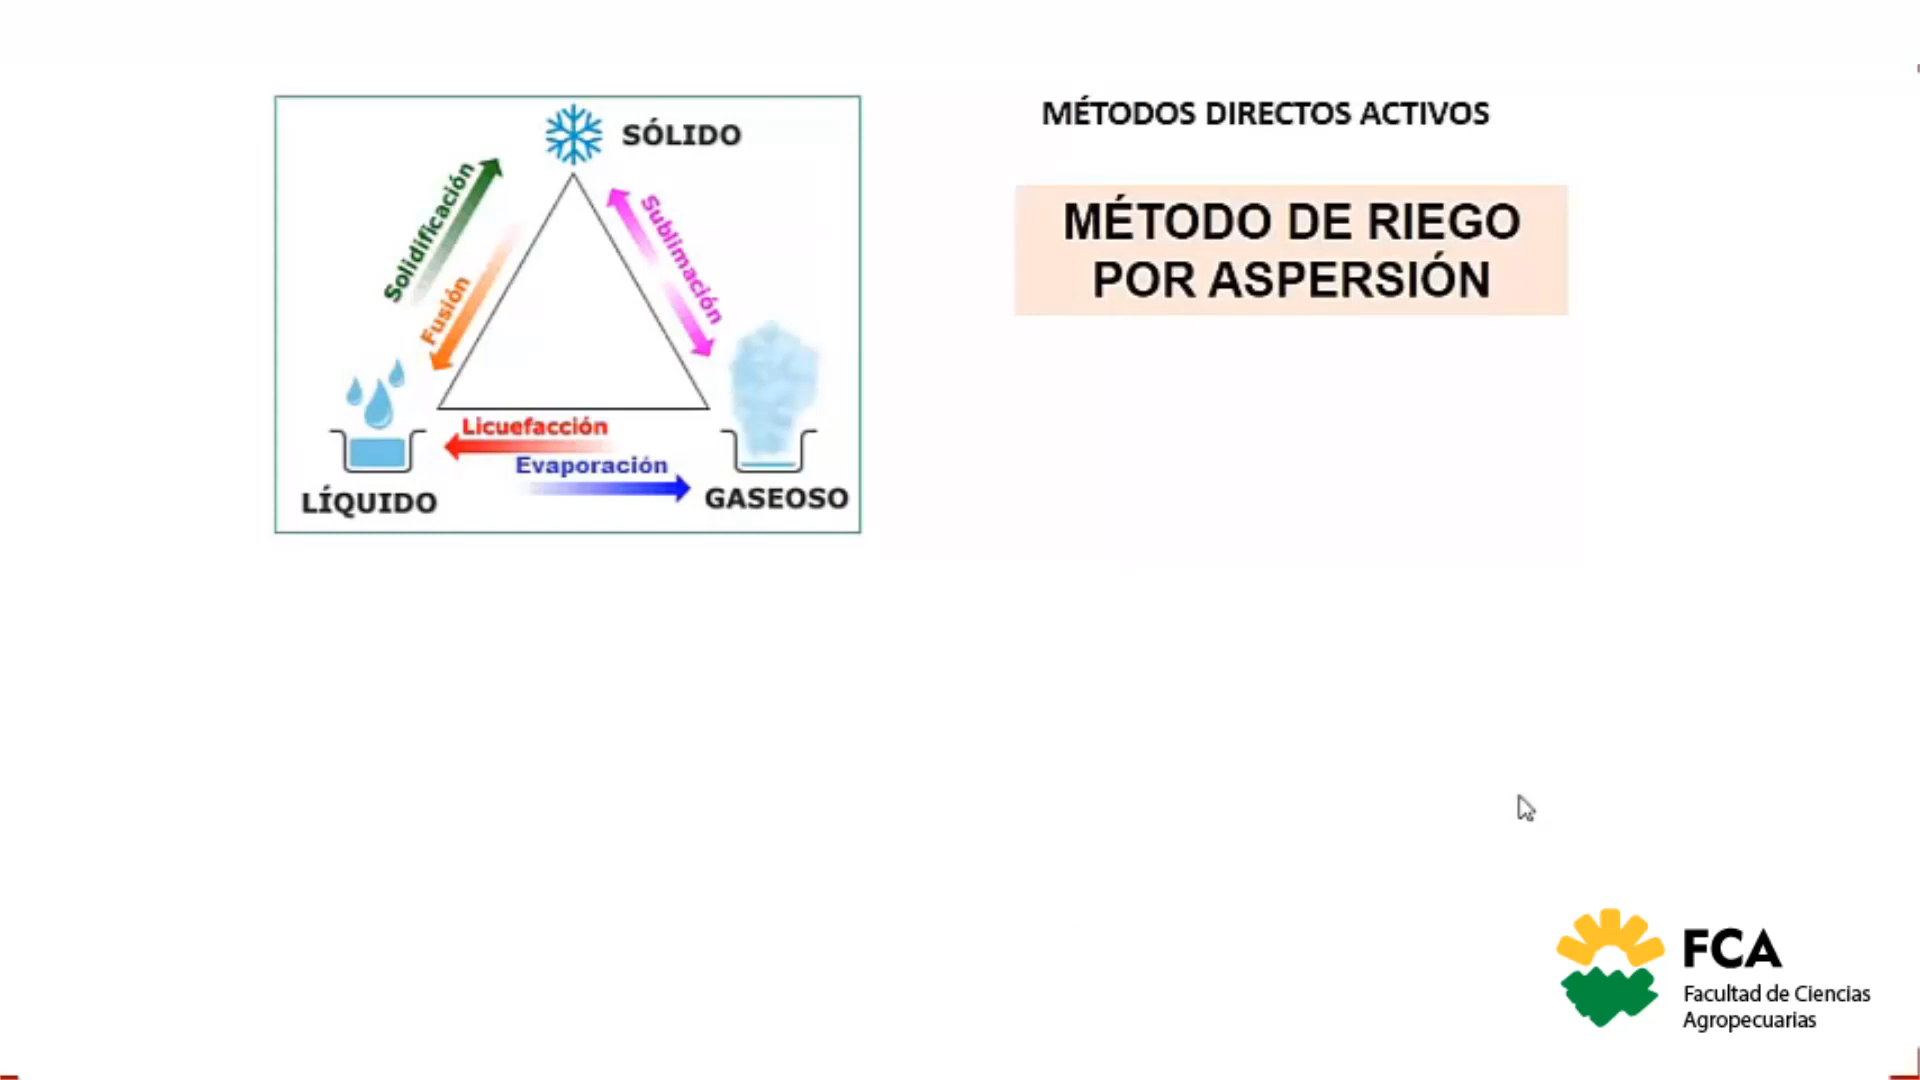 SÓLIDO
Solidificación
Fusión
Sublimación
Licuefacción
Evaporación
LÍQUIDO
GASEOSO
MÉTODOS DIRECTOS ACTIVOS
MÉTODO DE RIEGO
POR ASPERSIÓN
FCA
Facultad de Ciencias
Agropecuarias